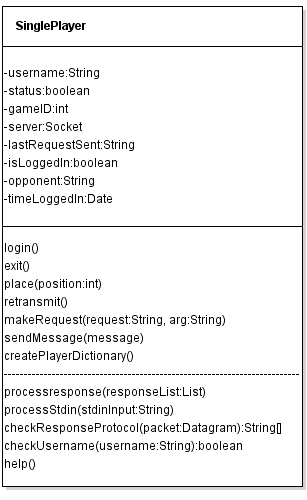 SinglePlayer
-username:String
-status:boolean
-gameID:int
-server:Socket
-lastRequestSent:String
-isLoggedIn:boolean
-opponent:String
-timeLoggedIn:Date
login()
exit()
place(position:int)
retransmit()
makeRequest(request:String, arg:String)
sendMessage(message)
createPlayerDictionary()
processresponse(responseList:List)
processStdin(stdinInput:String)
checkResponseProtocol(packet:Datagram):String[]
checkUsername(username:String):boolean
help()